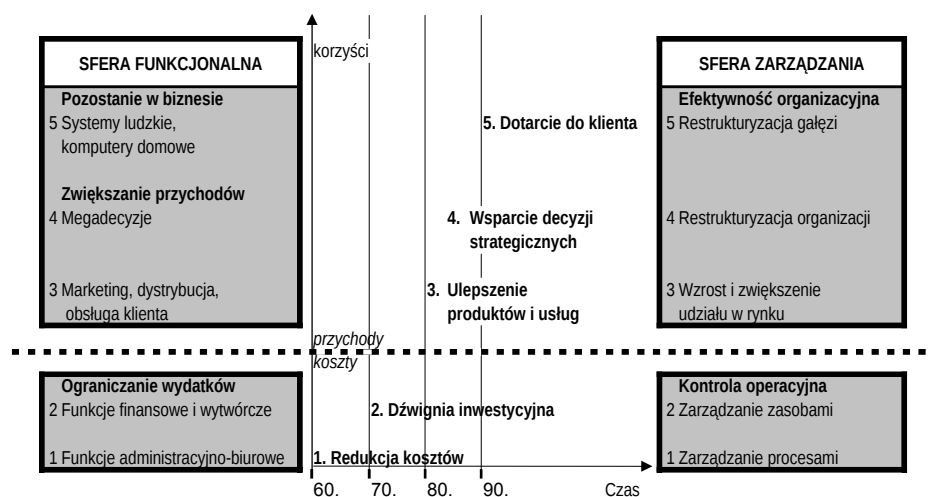 SFERA FUNKCJONALNA
Pozostanie w biznesie
5 Systemy ludzkie,
komputery domowe
Zwiększanie przychodów
4 Megadecyzje
3 Marketing, dystrybucja,
obsługa klienta
Ograniczanie wydatków
2 Funkcje finansowe i wytwórcze
1 Funkcje administracyjno-biurowe
korzyści
5. Dotarcie do klienta
4. Wsparcie decyzji
strategicznych
3. Ulepszenie
produktów i usług
przychody
koszty
2. Dźwignia inwestycyjna
1. Redukcja kosztów
60. 70. 80. 90. Czas
SFERA ZARZĄDZANIA
Efektywność organizacyjna
5 Restrukturyzacja gałęzi
4 Restrukturyzacja organizacji
3 Wzrost i zwiększenie
udziału w rynku
Kontrola operacyjna
2 Zarządzanie zasobami
1 Zarządzanie procesami